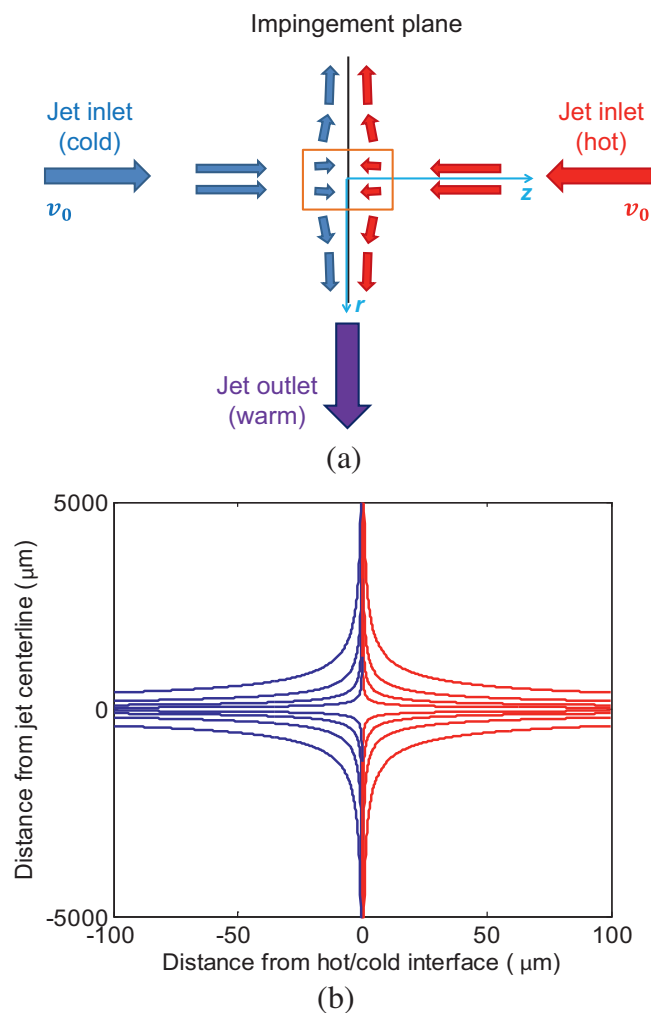 Impingement plane
Jet inlet
(cold)
Jet inlet
(hot)
v₀
z
v₀
r
Jet outlet
(warm)
(a)
5000
0
-5000
Distance from jet centerline (μm)
-100
-50
0
50
100
Distance from hot/cold interface ( μm)
(b)